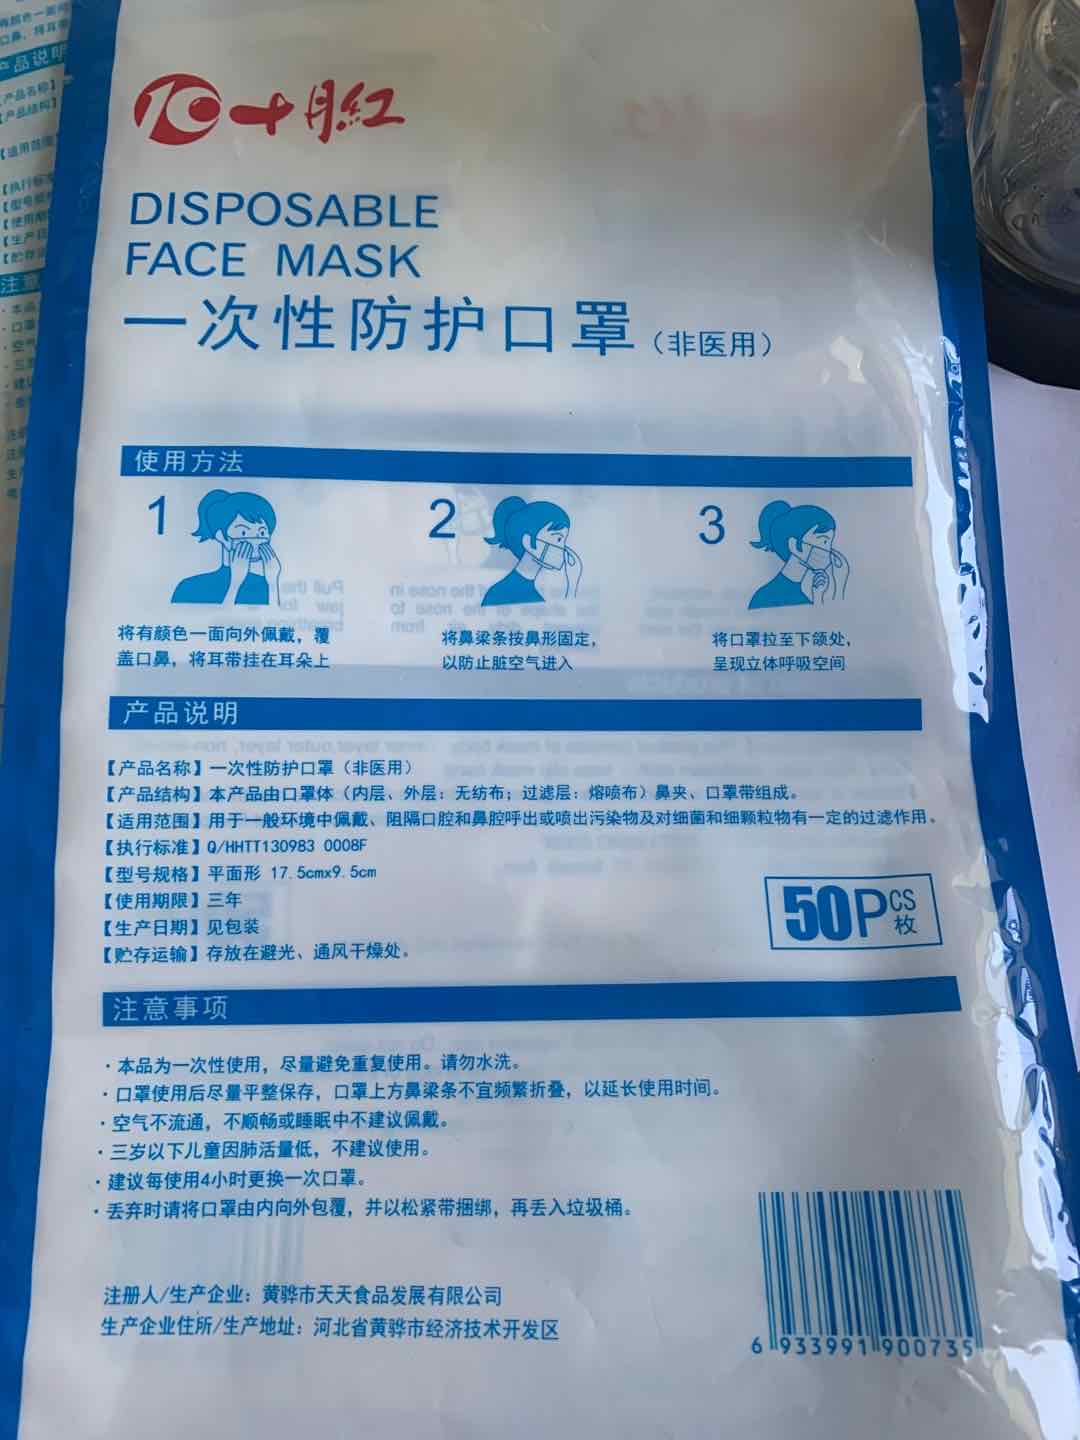 十月红
DISPOSABLE
FACE MASK
一次性防护口罩（非医用）
使用方法
1
2
3
将有颜色一面向外佩戴，覆
盖口鼻，将耳带挂在耳朵上
将鼻梁条按鼻形固定，
以防止脏空气进入
将口罩拉至下颌处，
呈现立体呼吸空间
产品说明
【产品名称】一次性防护口罩（非医用）
【产品结构】本产品由口罩体（内层、外层：无纺布；过滤层：熔喷布）鼻夹、口罩带组成。
【适用范围】用于一般环境中佩戴、阻隔口腔和鼻腔呼出或喷出污染物及对细菌和细颗粒物有一定的过滤作用。
【执行标准】Q/HHTT130983 0008F
【型号规格】平面形 17.5cmx9.5cm
【使用期限】三年
【生产日期】见包装
【贮存运输】存放在避光、通风干燥处。
50PCS
枚
注意事项
·本品为一次性使用，尽量避免重复使用。请勿水洗。
·口罩使用后尽量平整保存，口罩上方鼻梁条不宜频繁折叠，以延长使用时间。
·空气不流通，不顺畅或睡眠中不建议佩戴。
·三岁以下儿童因肺活量低，不建议使用。
·建议每使用4小时更换一次口罩。
·丢弃时请将口罩由内向外包覆，并以松紧带捆绑，再丢入垃圾桶。
注册人/生产企业：黄骅市天天食品发展有限公司
生产企业住所/生产地址：河北省黄骅市经济技术开发区
6 933991 900735